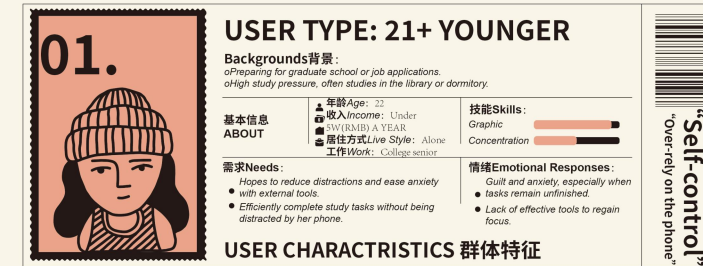 01.
USER TYPE: 21+ YOUNGER
Backgrounds背景:
oPreparing for graduate school or job applications.
oHigh study pressure, often studies in the library or dormitory.
基本信息
ABOUT
年龄Age: 22
收入Income: Under
5W(RMB) A YEAR
居住方式Live Style: Alone
工作Work: College senior
技能Skills:
Graphic
Concentration
需求Needs:
Hopes to reduce distractions and ease anxiety
with external tools.
Efficiently complete study tasks without being
distracted by her phone.
情绪Emotional Responses:
Guilt and anxiety, especially when
tasks remain unfinished.
Lack of effective tools to regain
focus.
USER CHARCTRISTICS 群体特征
"Self-control"
"Over-rely on the phone"